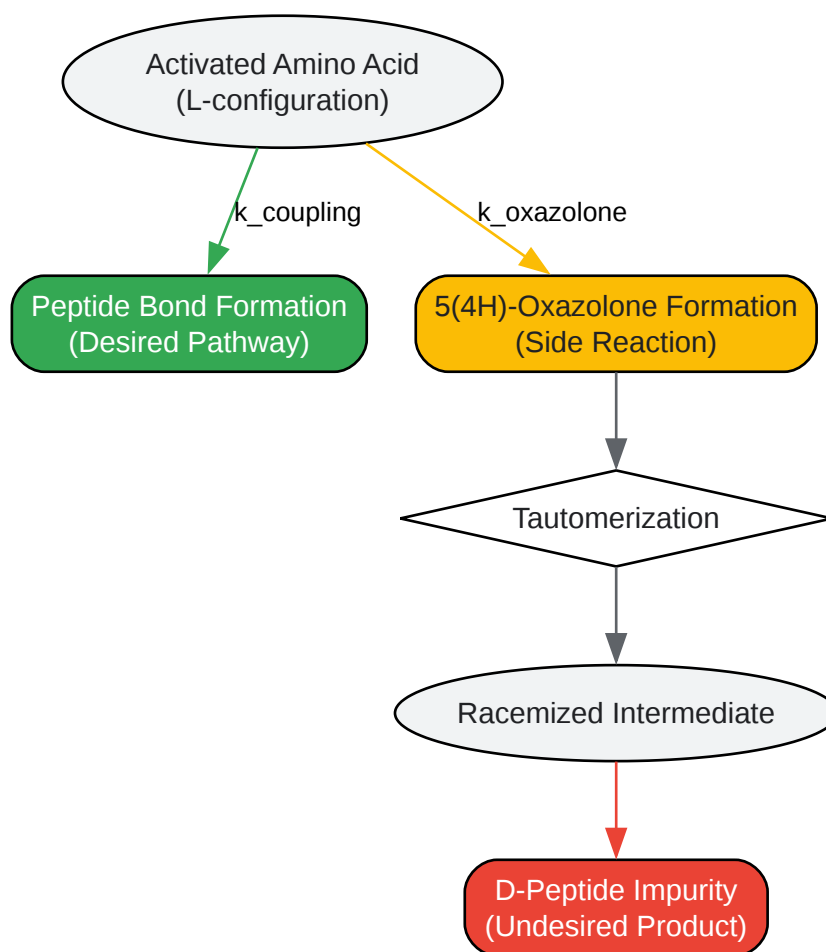 Activated Amino Acid
(L-configuration)
k_coupling
k_oxazolone
Peptide Bond Formation
(Desired Pathway)
5(4H)-Oxazolone Formation
(Side Reaction)
Tautomerization
Racemized Intermediate
D-Peptide Impurity
(Undesired Product)